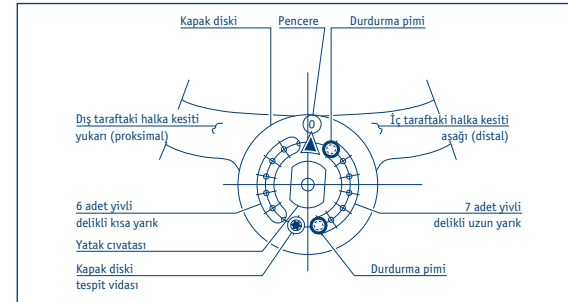 Kapak diski
Pencere
Durdurma pimi
Dış taraftaki halka kesiti
yukarı (proksimal)
İç taraftaki halka kesiti
aşağı (distal)
0
6 adet yivli
delikli kısa yarık
7 adet yivli
delikli uzun yarık
Yatak cıvatası
Kapak diski
tespit vidası
Durdurma pimi